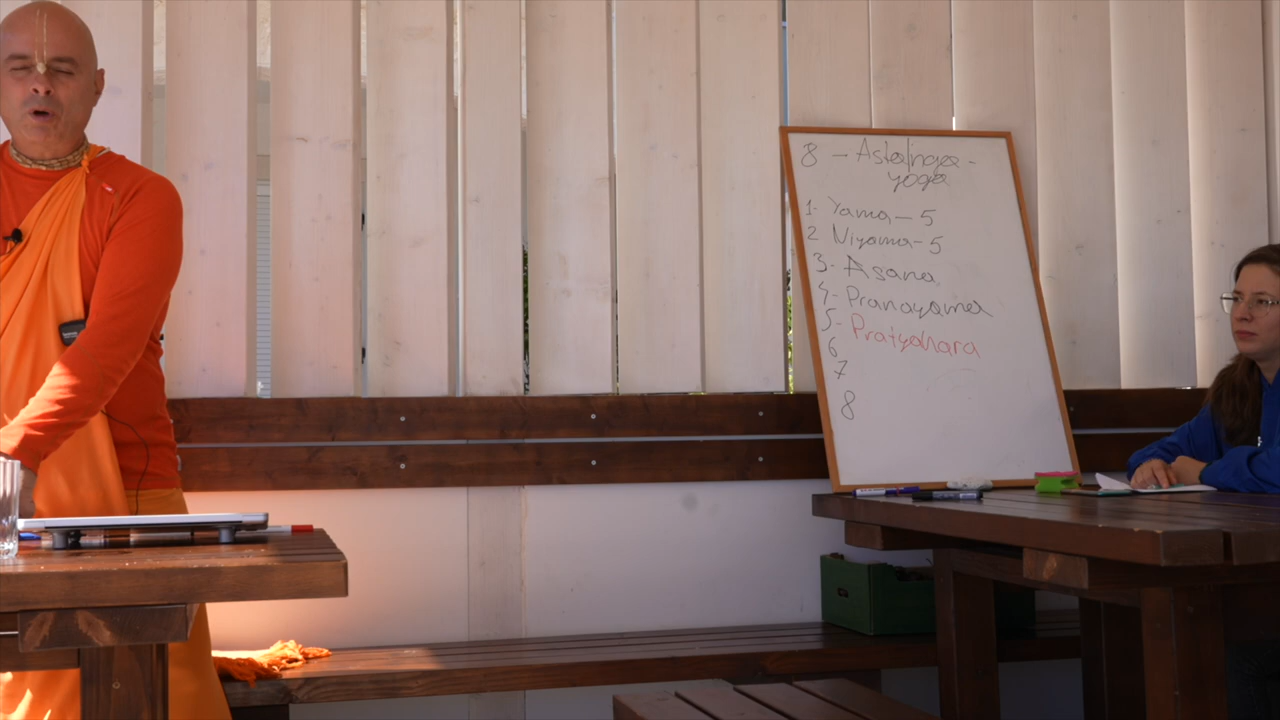 8 - Astanga-
yoga
1- Yama - 5
2 Niyama - 5
3- Asana
4- Pranayama
5- Pratyahara
6
7
8